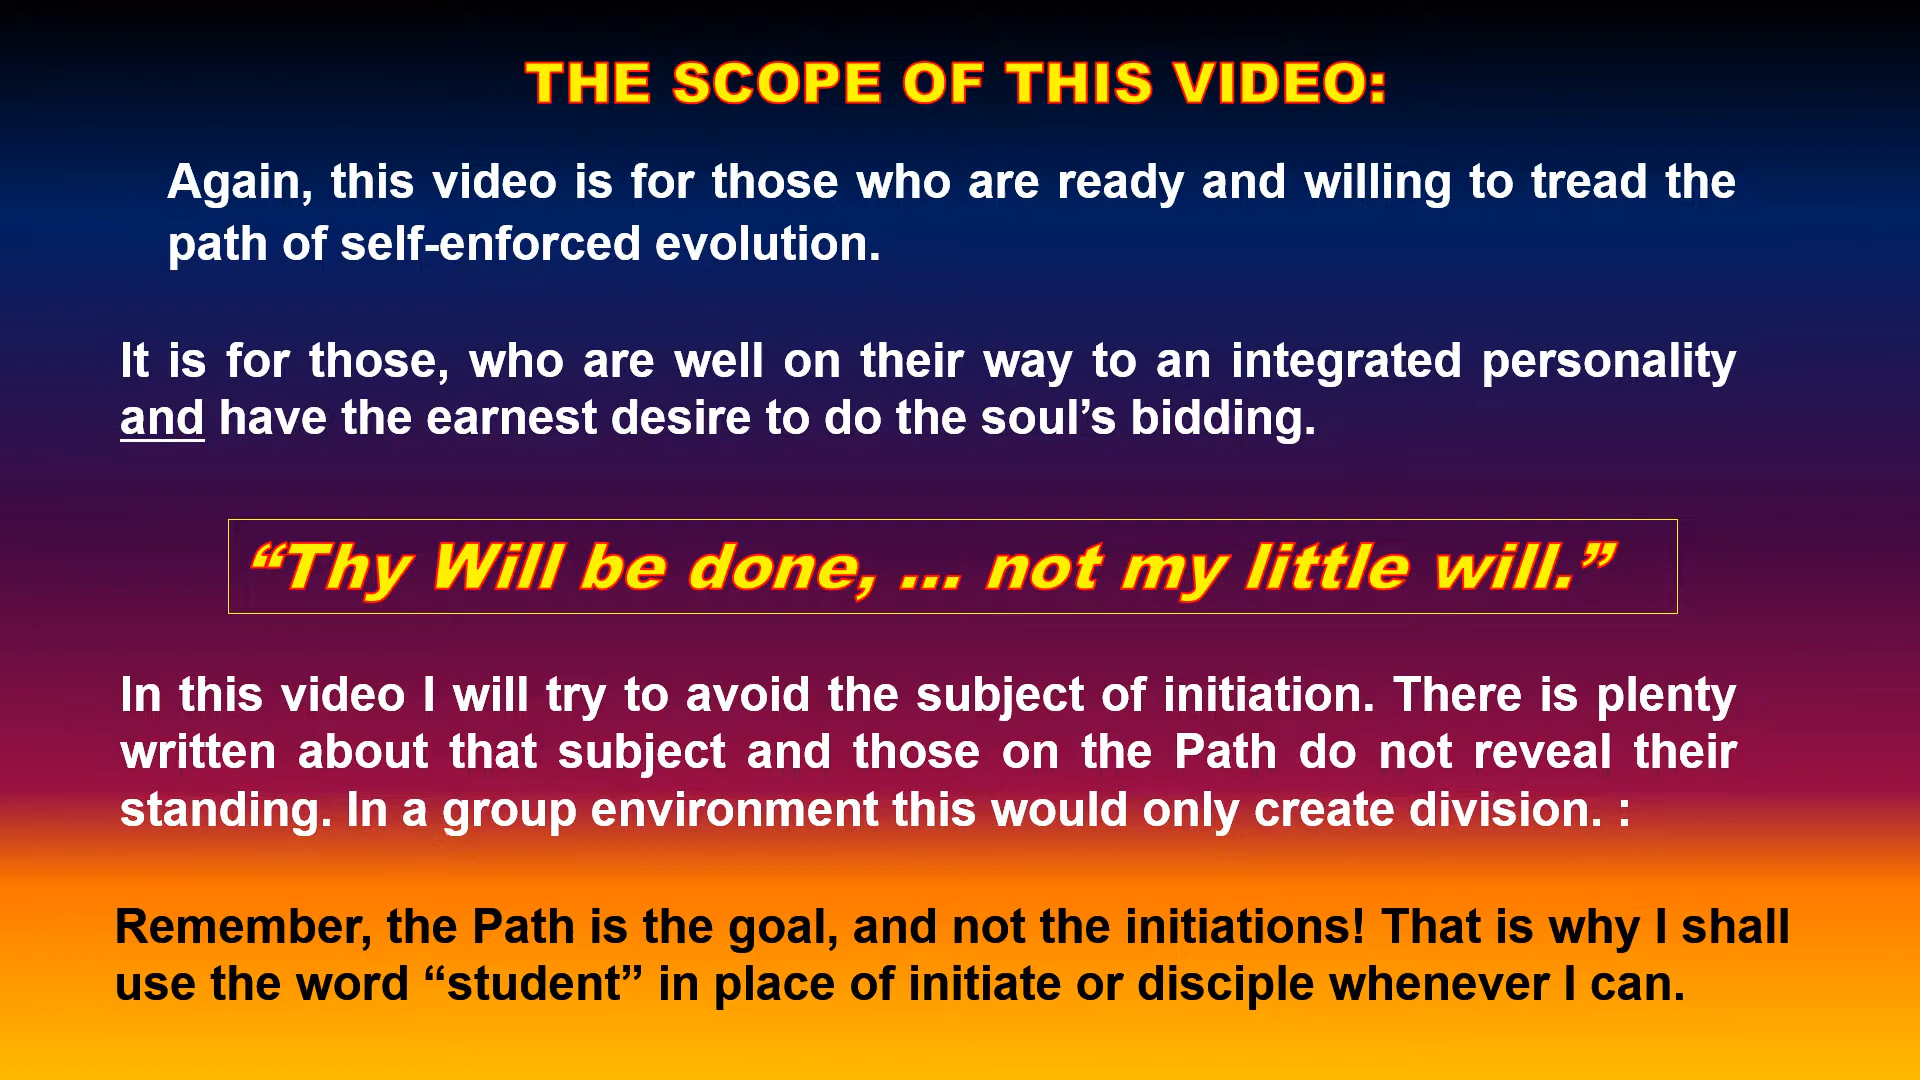 THE SCOPE OF THIS VIDEO:
Again, this video is for those who are ready and willing to tread the
path of self-enforced evolution.
It is for those, who are well on their way to an integrated personality
and have the earnest desire to do the soul’s bidding.
“Thy Will be done, ... not my little will.”
In this video I will try to avoid the subject of initiation. There is plenty
written about that subject and those on the Path do not reveal their
standing. In a group environment this would only create division. :
Remember, the Path is the goal, and not the initiations! That is why I shall
use the word “student” in place of initiate or disciple whenever I can.